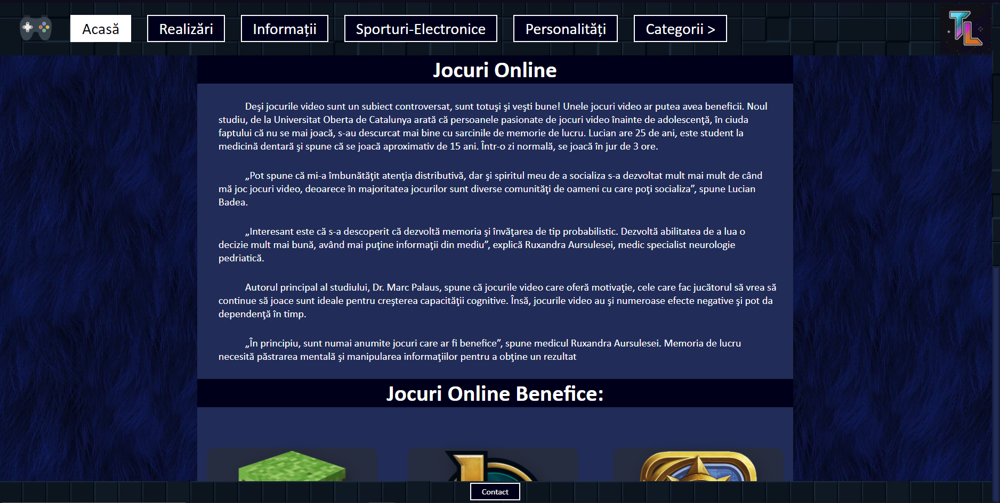 Acasă
Realizări
Informații
Sporturi-Electronice
Personalități
Categorii >
TL
Jocuri Online
Deşi jocurile video sunt un subiect controversat, sunt totuşi şi veşti bune! Unele jocuri video ar putea avea beneficii. Noul
studiu, de la Universitat Oberta de Catalunya arată că persoanele pasionate de jocuri video înainte de adolescenţă, în ciuda
faptului că nu se mai joacă, s-au descurcat mai bine cu sarcinile de memorie de lucru. Lucian are 25 de ani, este student la
medicină dentară şi spune că se joacă aproximativ de 15 ani. Într-o zi normală, se joacă în jur de 3 ore.
„Pot spune că mi-a îmbunătăţit atenţia distributivă, dar şi spiritul meu de a socializa s-a dezvoltat mult mai mult de când
mă joc jocuri video, deoarece în majoritatea jocurilor sunt diverse comunităţi de oameni cu care poţi socializa”, spune Lucian
Badea.
„Interesant este că s-a descoperit că dezvoltă memoria şi învăţarea de tip probabilistic. Dezvoltă abilitatea de a lua o
decizie mult mai bună, având mai puţine informaţii din mediu”, explică Ruxandra Aursulesei, medic specialist neurologie
pedriatică.
Autorul principal al studiului, Dr. Marc Palaus, spune că jocurile video care oferă motivaţie, cele care fac jucătorul să vrea să
continue să joace sunt ideale pentru creşterea capacităţii cognitive. Însă, jocurile video au şi numeroase efecte negative şi pot da
dependenţă în timp.
„În principiu, sunt numai anumite jocuri care ar fi benefice”, spune medicul Ruxandra Aursulesei. Memoria de lucru
necesită păstrarea mentală şi manipularea informaţiilor pentru a obţine un rezultat
Jocuri Online Benefice:
Contact